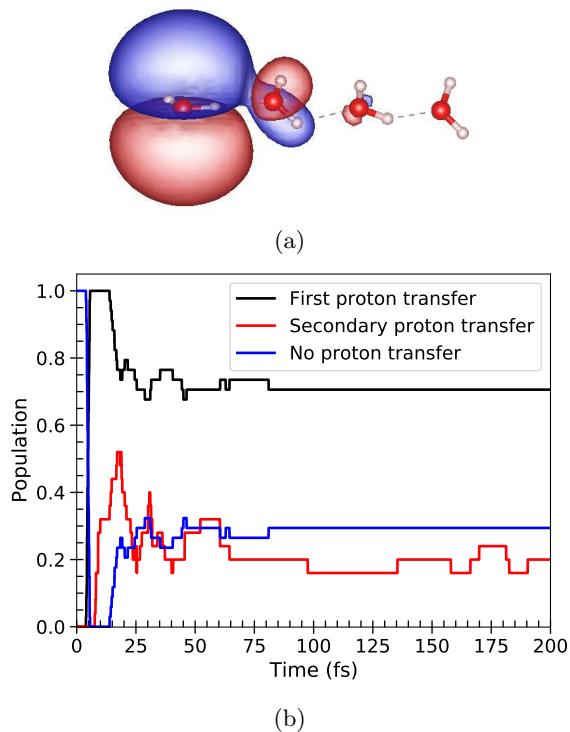 (a)
First proton transfer
Secondary proton transfer
No proton transfer
Population
1.0
0.8
0.6
0.4
0.2
0.0
0
25
50
75
100
125
150
175
200
Time (fs)
(b)